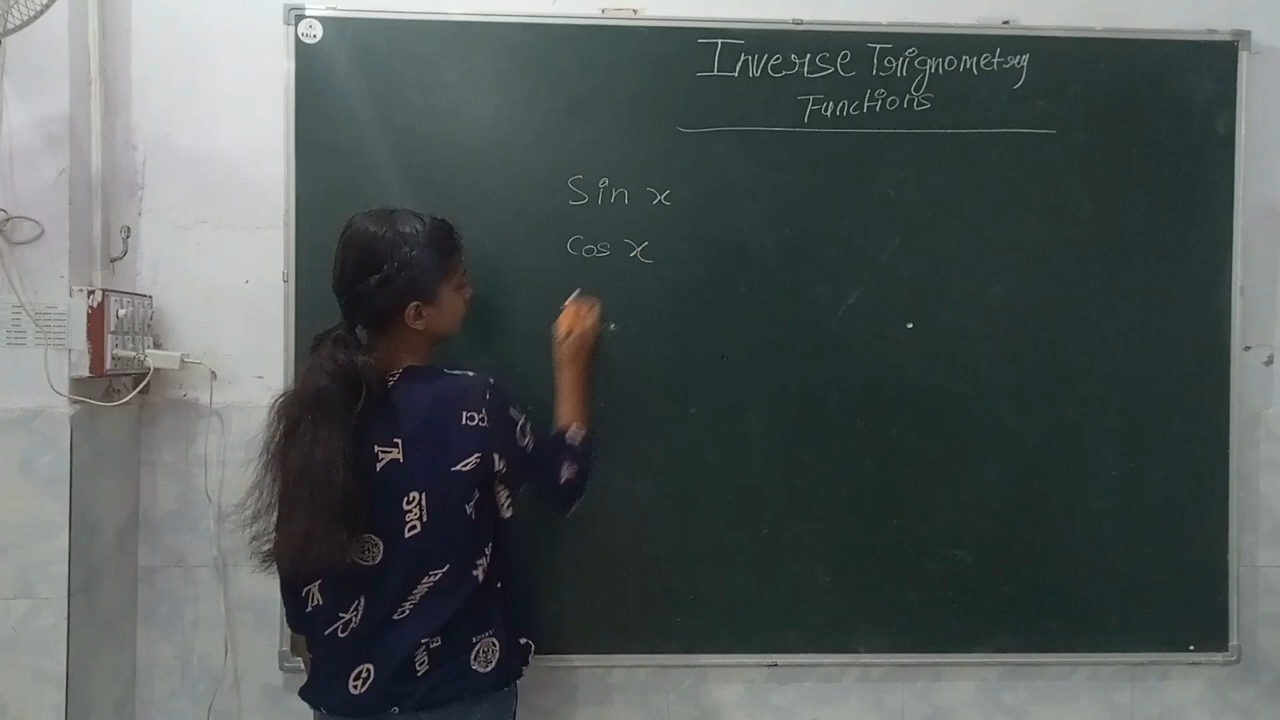 Inverse Trignometry
Functions
Sin x
Cos x
D&G
CHANEL